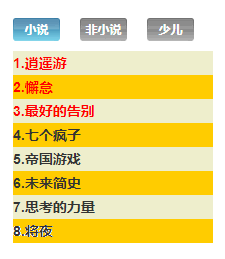 小说 非小说 少儿
1.逍遥游
2.懈怠
3.最好的告别
4.七个疯子
5.帝国游戏
6.未来简史
7.思考的力量
8.将夜